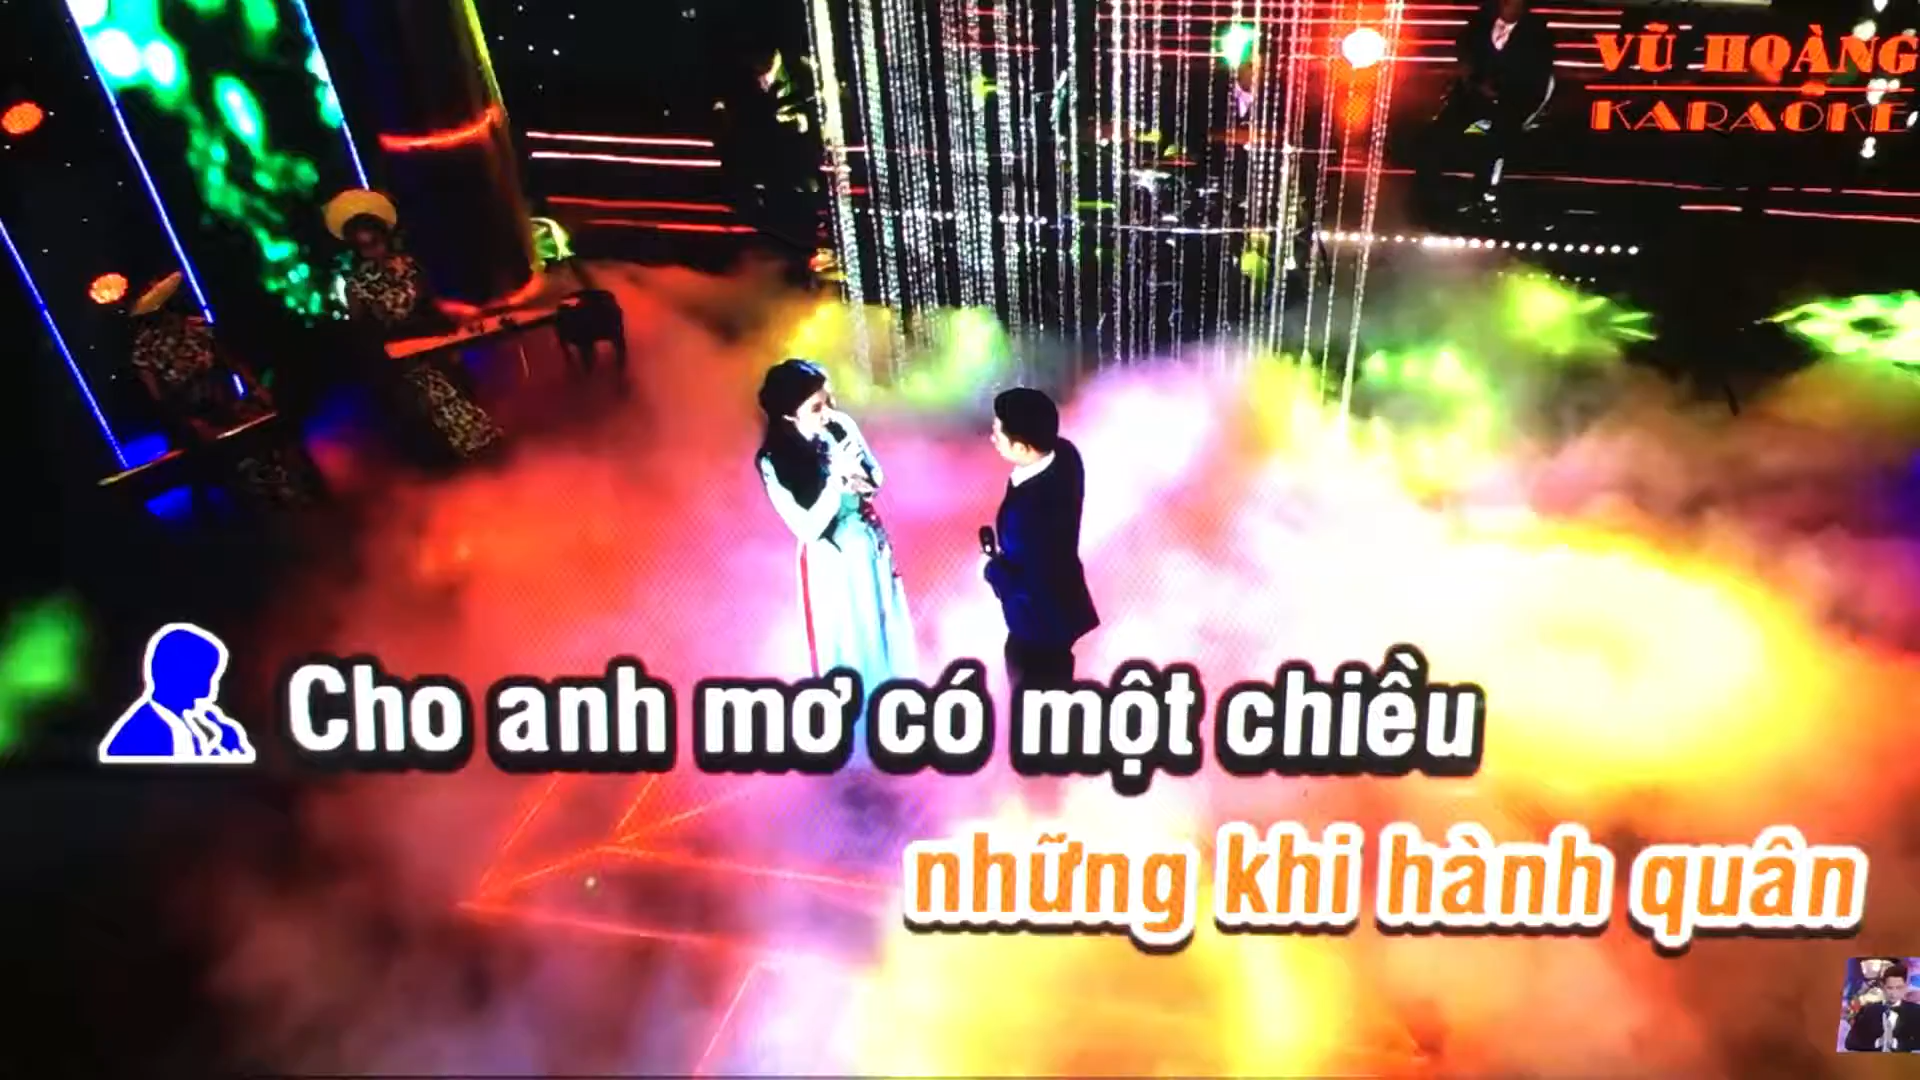 VŨ HOÀNG
KARAOKE
Cho anh mơ có một chiều
những khi hành quân